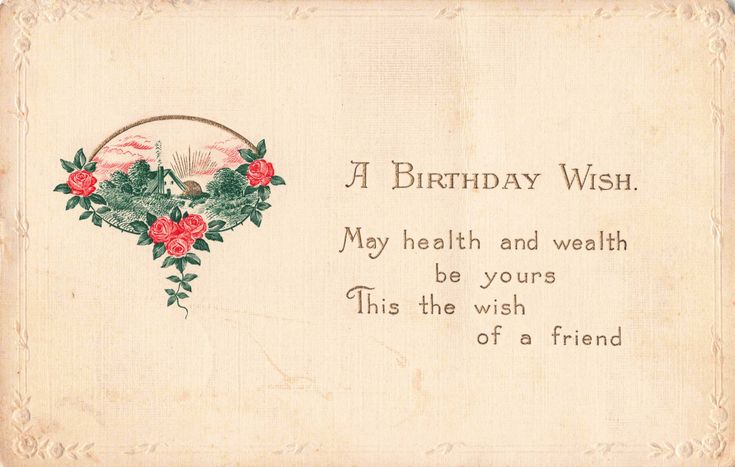 A Birthday Wish.
May health and wealth
be yours
This the wish
of a friend